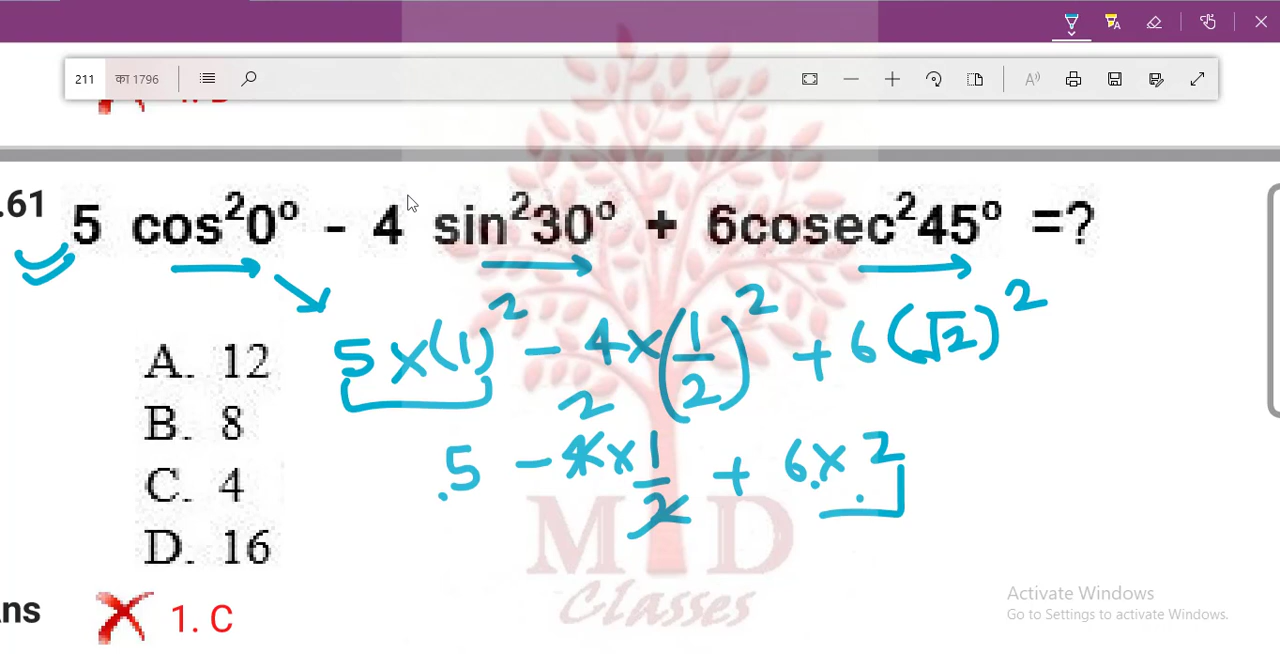 211 का 1796
.61 5 cos²0° - 4 sin²30° + 6cosec²45° =?
5 × (1)² - 4 × (1/2)² + 6 (√2)²
A. 12
2
B. 8
.5 - 4 × 1/2 + 6 × 2
C. 4
D. 16
MD
Classes
Activate Windows
Go to Settings to activate Windows.
ns 1. C